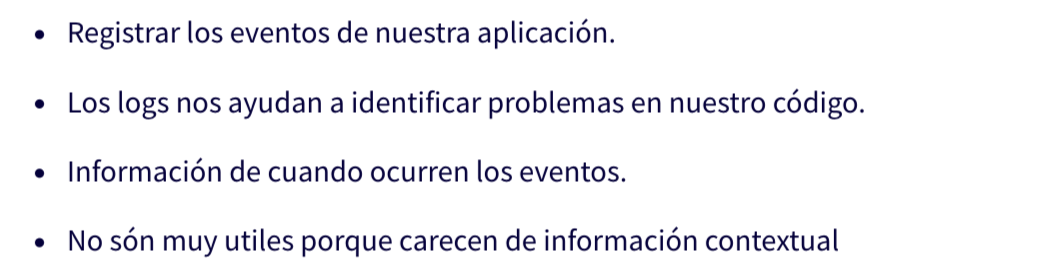 • Registrar los eventos de nuestra aplicación.
• Los logs nos ayudan a identificar problemas en nuestro código.
• Información de cuando ocurren los eventos.
• No són muy utiles porque carecen de información contextual